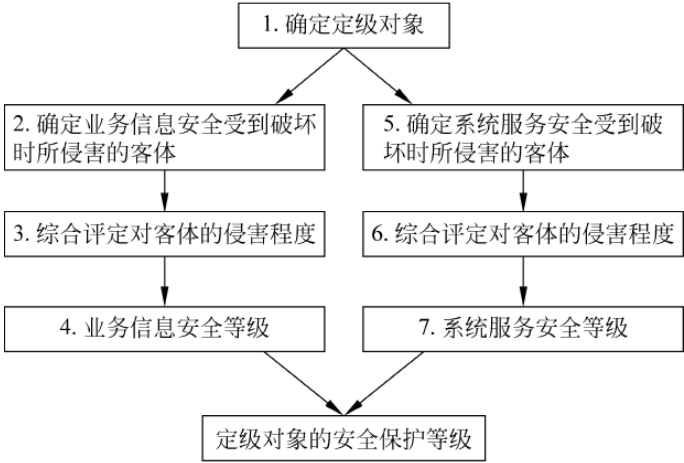 1. 确定定级对象
2. 确定业务信息安全受到破坏
时所侵害的客体
5. 确定系统服务安全受到破
坏时所侵害的客体
3. 综合评定对客体的侵害程度
6. 综合评定对客体的侵害程度
4. 业务信息安全等级
7. 系统服务安全等级
定级对象的安全保护等级